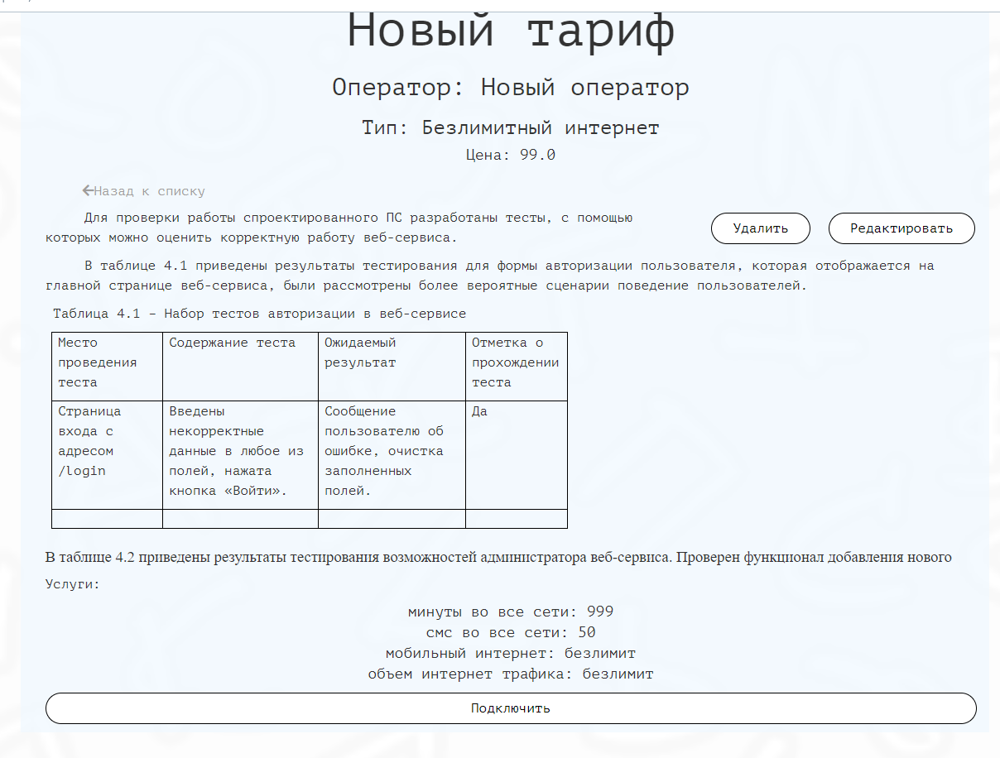 Новый тариф
Оператор: Новый оператор
Тип: Безлимитный интернет
Цена: 99.0
Назад к списку
Для проверки работы спроектированного ПС разработаны тесты, с помощью
которых можно оценить корректную работу веб-сервиса.
Удалить
Редактировать
В таблице 4.1 приведены результаты тестирования для формы авторизации пользователя, которая отображается на
главной странице веб-сервиса, были рассмотрены более вероятные сценарии поведение пользователей.
Таблица 4.1 – Набор тестов авторизации в веб-сервисе
Место
проведения
теста
Содержание теста
Ожидаемый
результат
Отметка о
прохождении
теста
Страница
входа с
адресом
/login
Введены
некорректные
данные в любое из
полей, нажата
кнопка «Войти».
Сообщение
пользователю об
ошибке, очистка
заполненных
полей.
Да
В таблице 4.2 приведены результаты тестирования возможностей администратора веб-сервиса. Проверен функционал добавления нового
Услуги:
минуты во все сети: 999
смс во все сети: 50
мобильный интернет: безлимит
объем интернет трафика: безлимит
Подключить